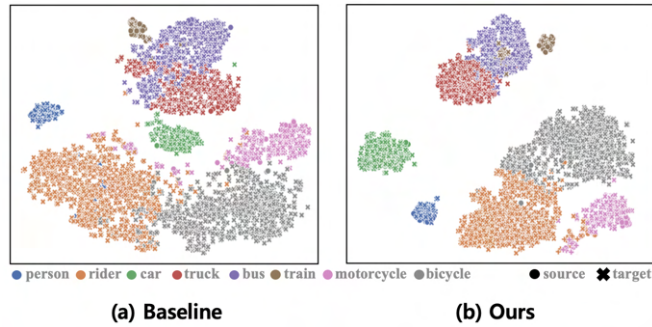 person rider car truck bus train motorcycle bicycle source target
(a) Baseline (b) Ours